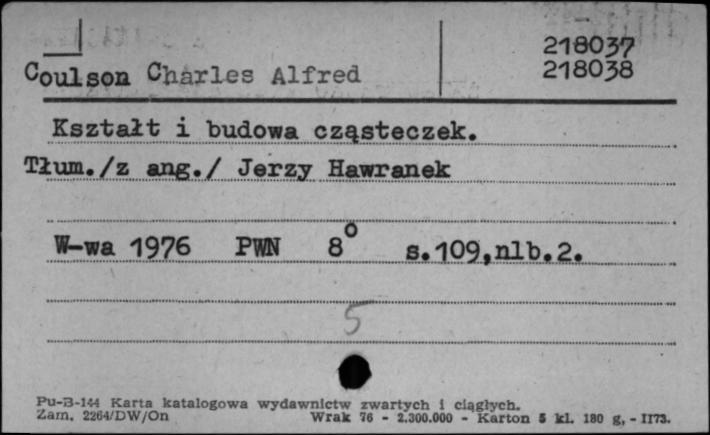 218037
Coulson Charles Alfred 218038
Kształt i budowa cząsteczek.
Tłum./z ang./ Jerzy Hawranek
W-wa 1976 PWN 8° s.109,nlb.2.
5
Pu-B-144 Karta katalogowa wydawnictw zwartych i ciągłych.
Zam. 2264/DW/On Wrak 76 - 2.300.000 - Karton 5 kl. 180 g, - II73.